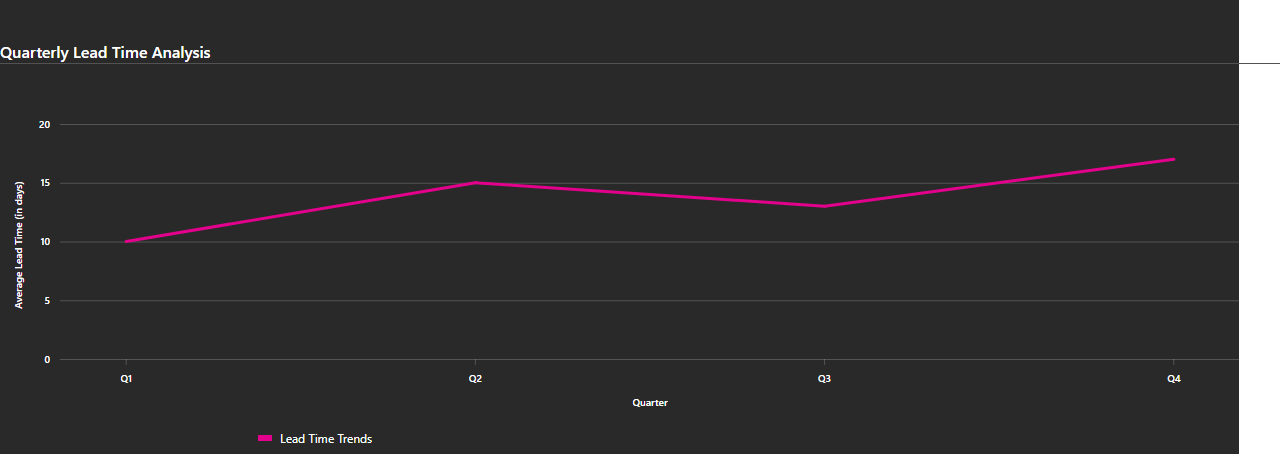 Quarterly Lead Time Analysis
Average Lead Time (in days)
20
15
10
5
0
Q1 Q2 Q3 Q4
Quarter
Lead Time Trends